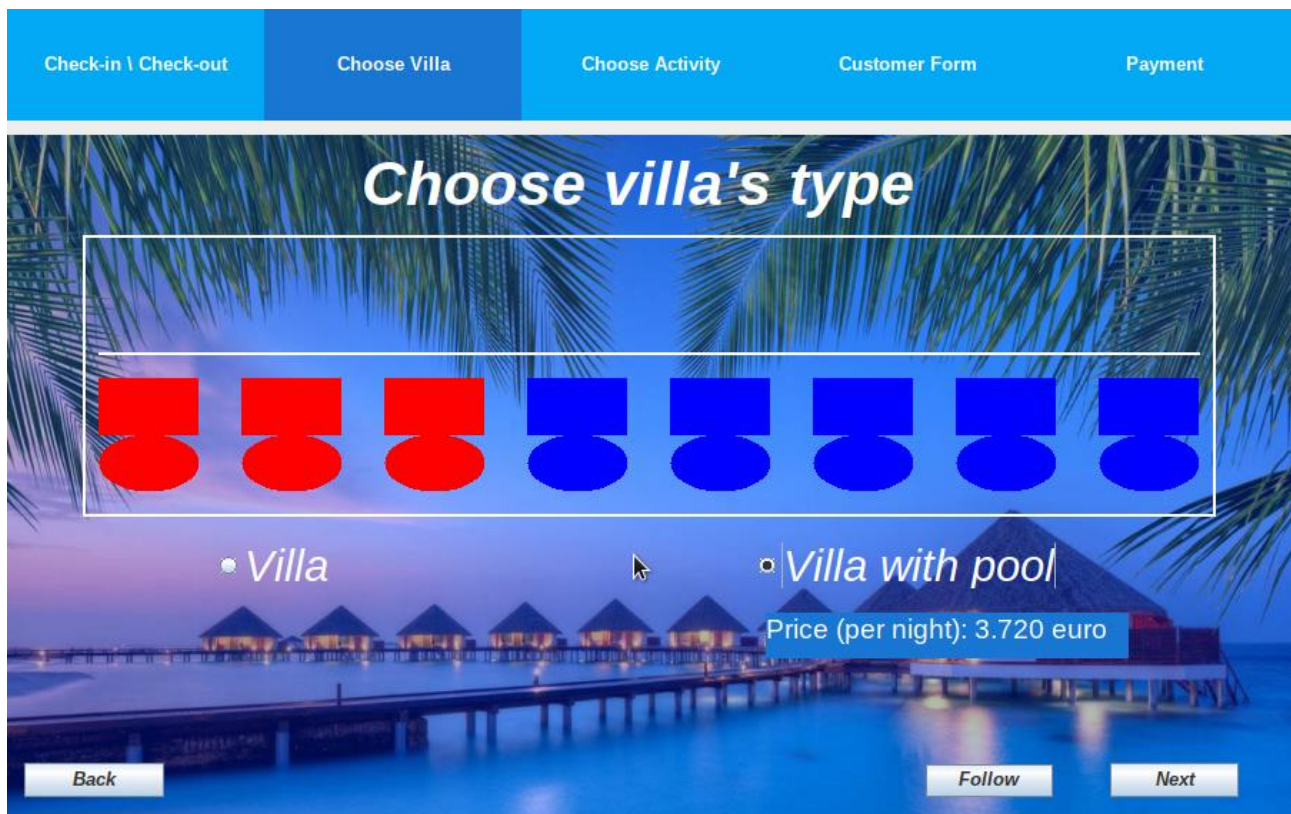 Check-in \ Check-out Choose Villa Choose Activity Customer Form Payment
Choose villa's type
Villa Villa with pool
Price (per night): 3.720 euro
Back Follow Next